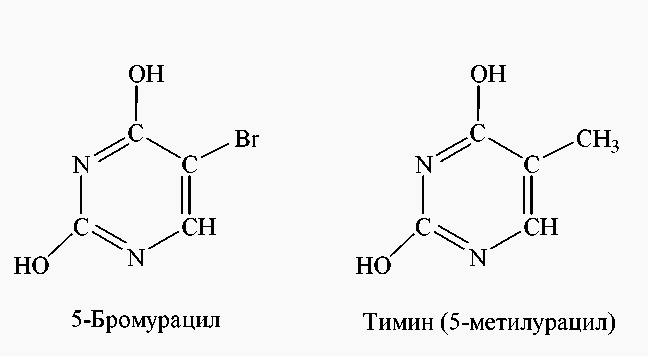 OH OH
C Br C CH3
N C N C
C CH C CH
HO N HO N
5-Бромурацил Тимин (5-метилурацил)